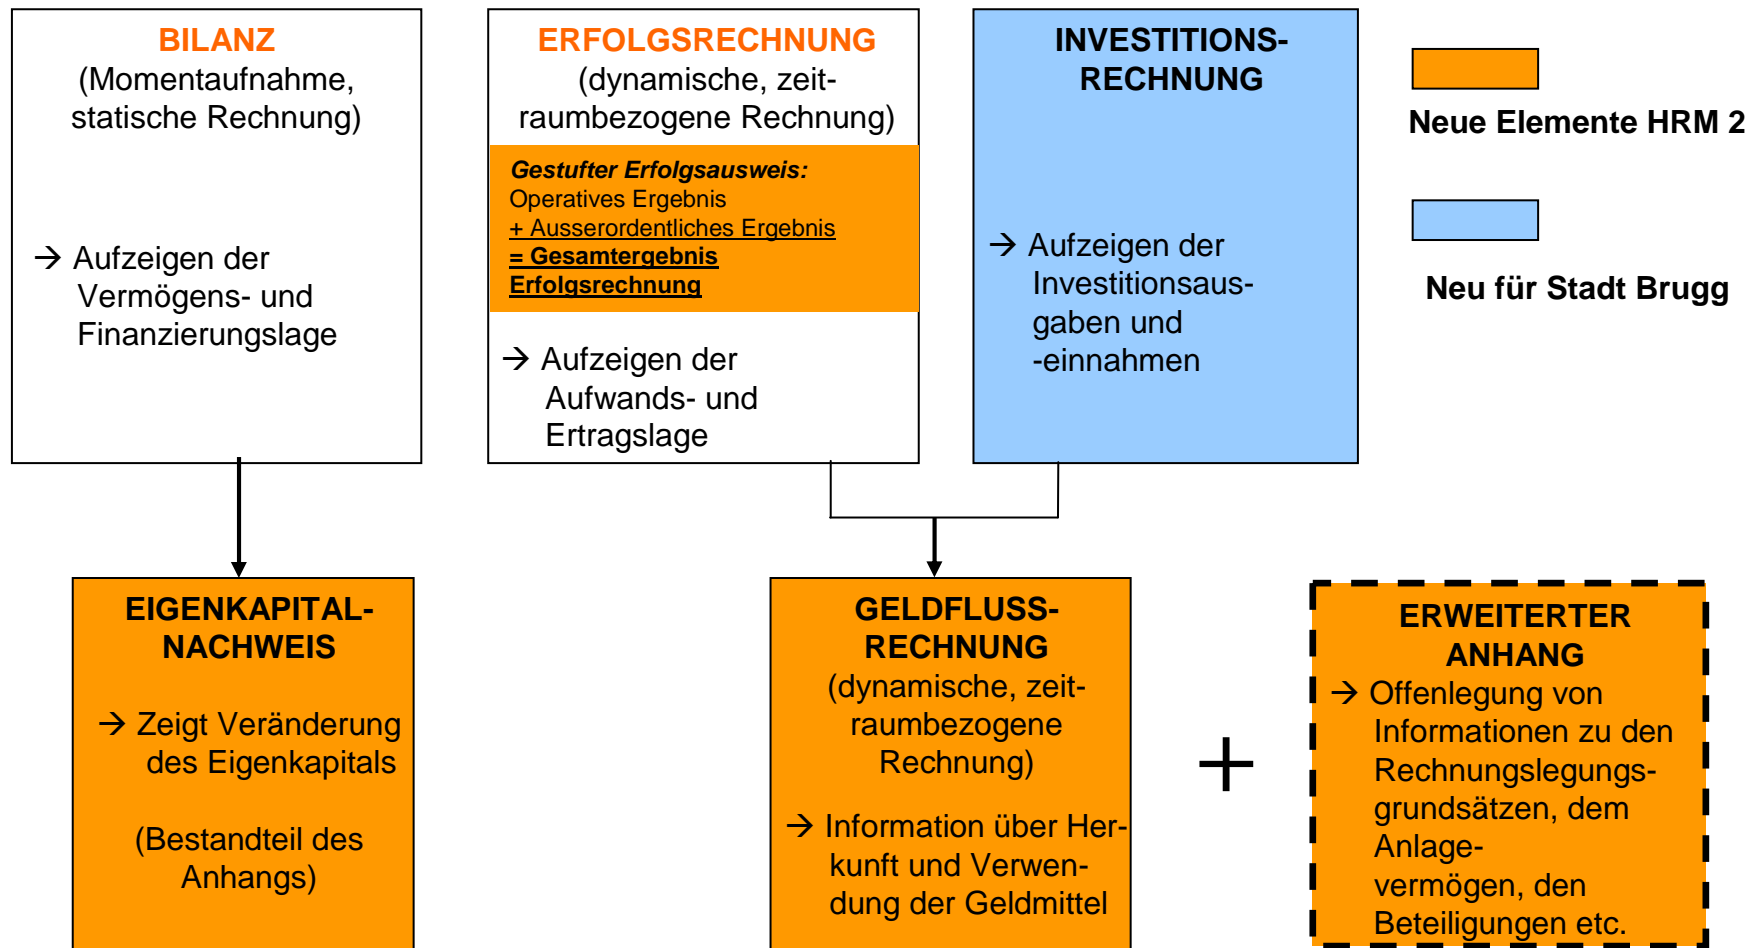 BILANZ
(Momentaufnahme,
statische Rechnung)
→ Aufzeigen der
Vermögens- und
Finanzierungslage
ERFOLGSRECHNUNG
(dynamische, zeit-
raumbezogene Rechnung)
Gestufter Erfolgsausweis:
Operatives Ergebnis
+ Ausserordentliches Ergebnis
= Gesamtergebnis
Erfolgsrechnung
→ Aufzeigen der
Aufwands- und
Ertragslage
INVESTITIONS-
RECHNUNG
→ Aufzeigen der
Investitionsaus-
gaben und
-einnahmen
Neue Elemente HRM 2
Neu für Stadt Brugg
EIGENKAPITAL-
NACHWEIS
→ Zeigt Veränderung
des Eigenkapitals
(Bestandteil des
Anhangs)
GELDFLUSS-
RECHNUNG
(dynamische, zeit-
raumbezogene
Rechnung)
→ Information über Her-
kunft und Verwen-
dung der Geldmittel
+
ERWEITERTER
ANHANG
→ Offenlegung von
Informationen zu den
Rechnungslegungs-
grundsätzen, dem
Anlage-
vermögen, den
Beteiligungen etc.